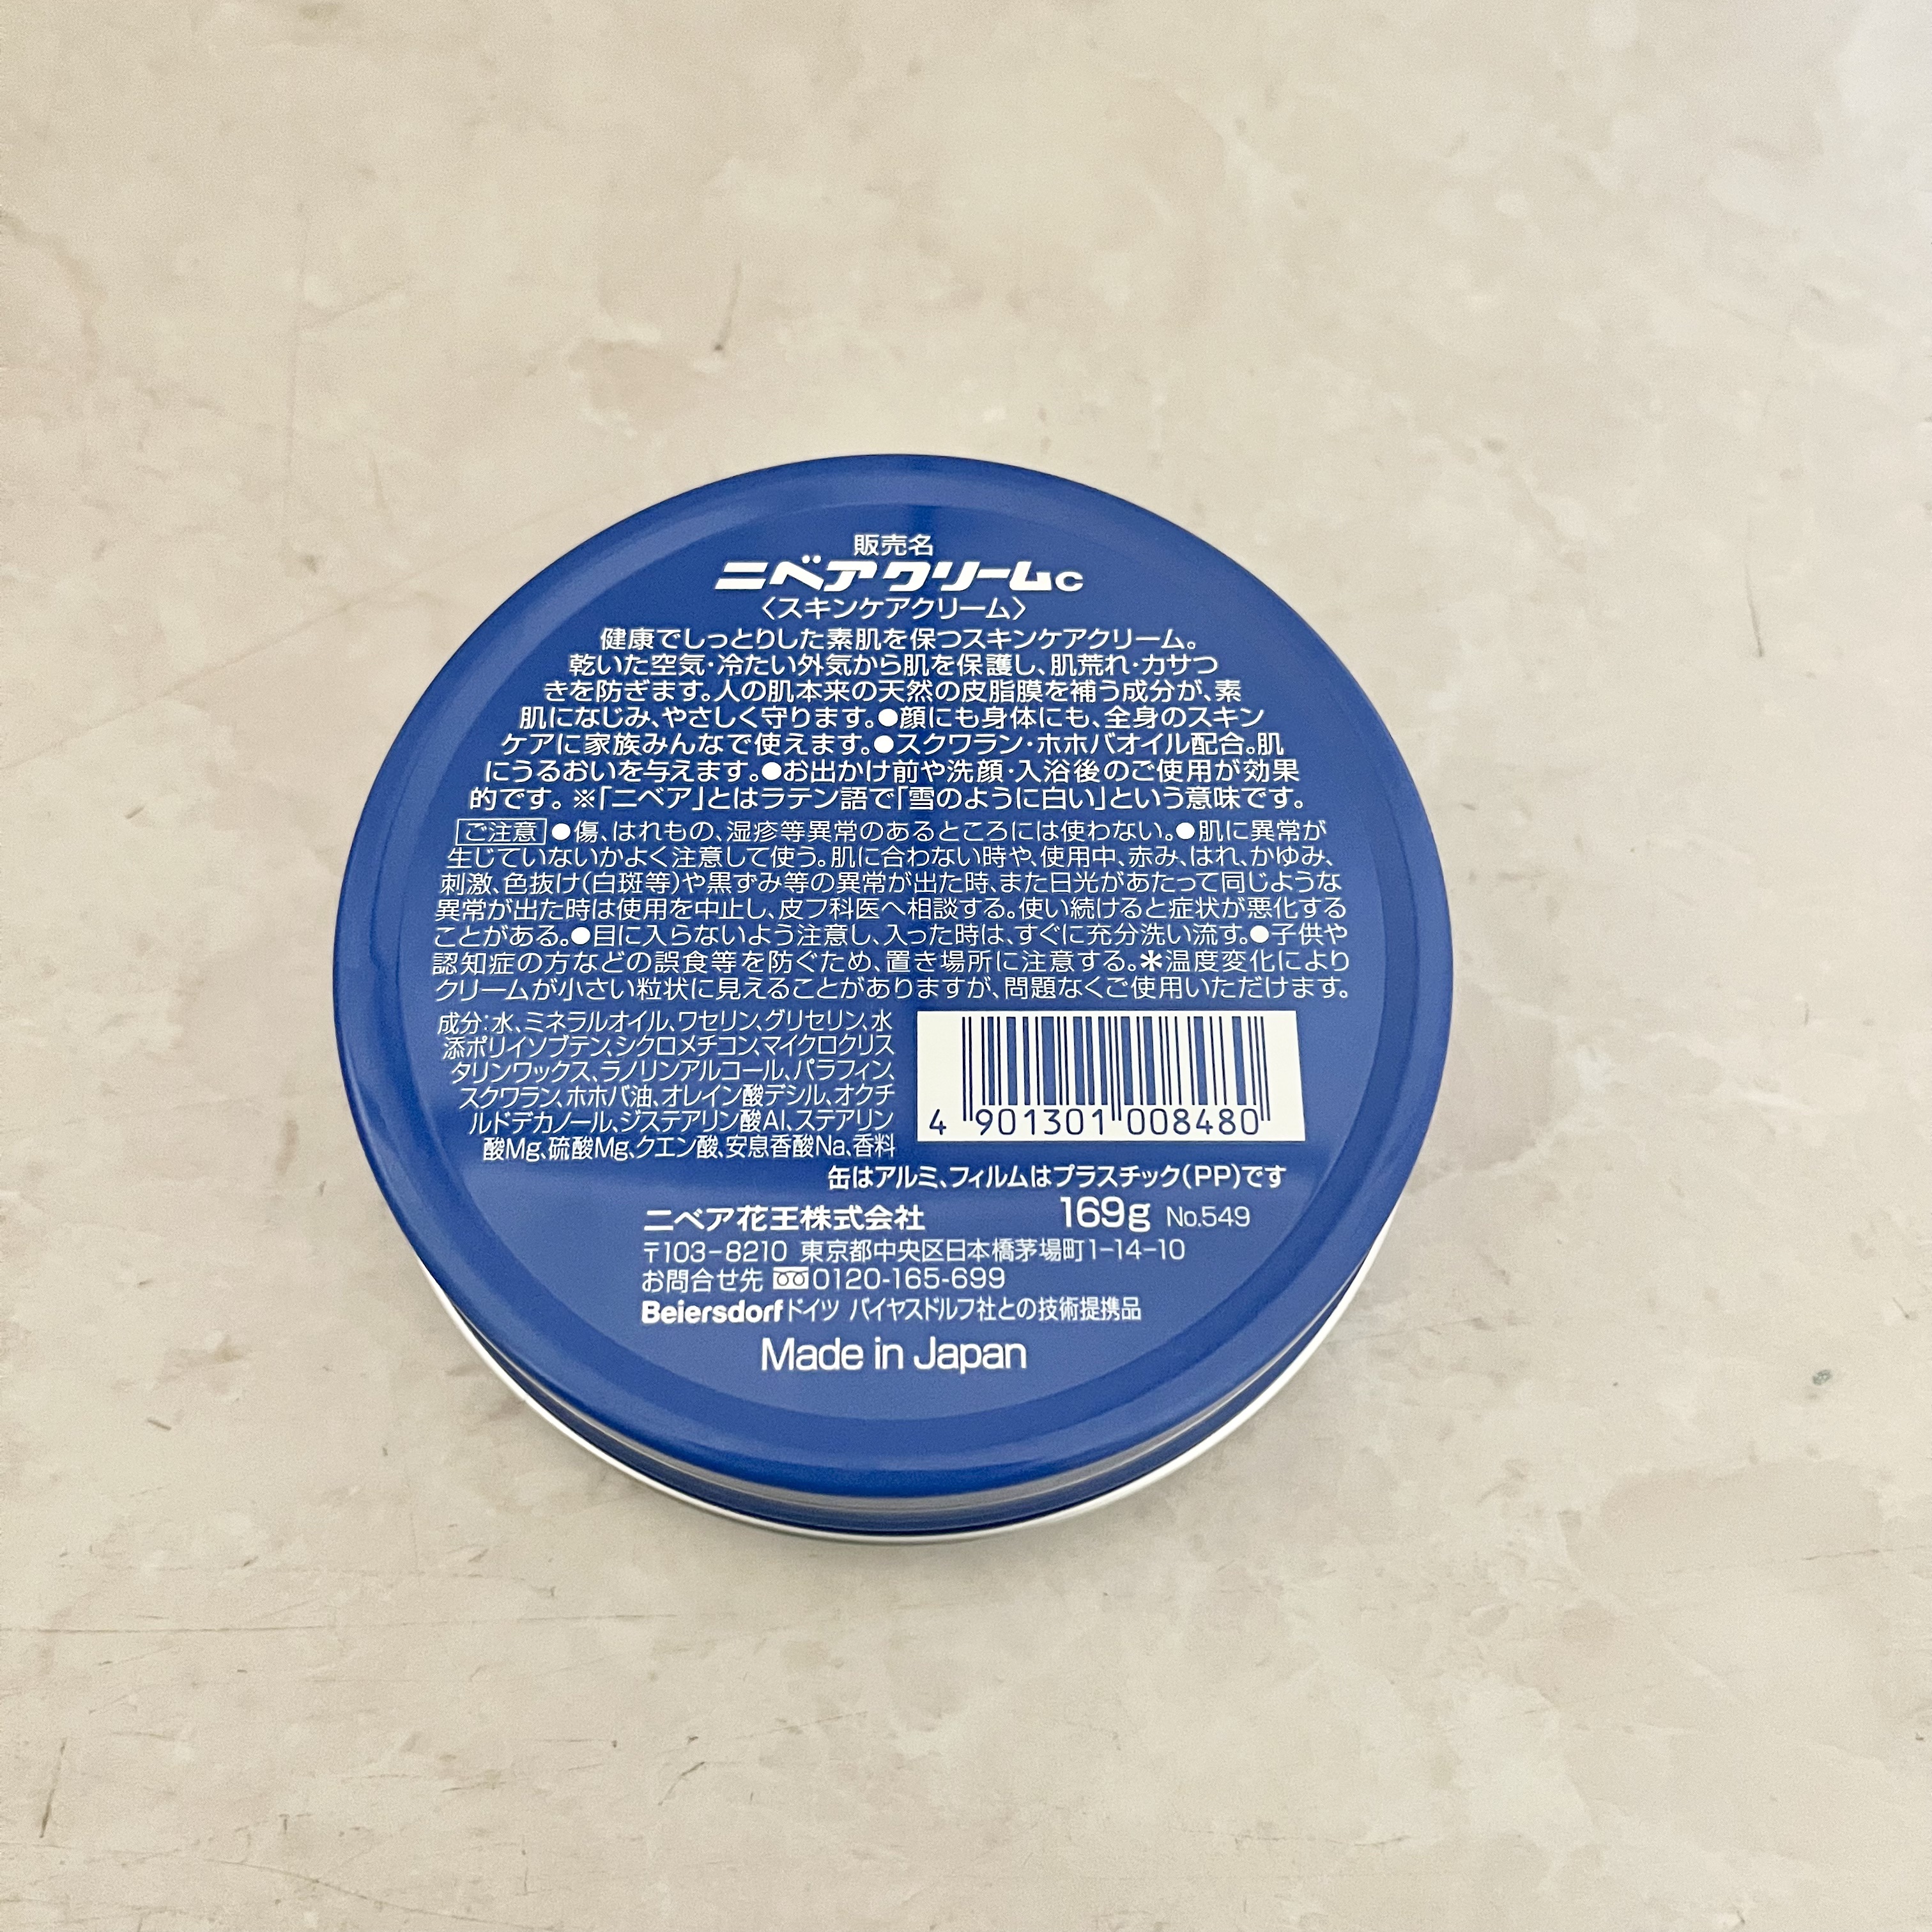 販売名
ニベアクリームc
〈スキンケアクリーム〉
健康でしっとりした素肌を保つスキンケアクリーム。
乾いた空気・冷たい外気から肌を保護し、肌荒れ・カサつ
きを防ぎます。人の肌本来の天然の皮脂膜を補う成分が、素
肌になじみ、やさしく守ります。●顔にも身体にも、全身のスキン
ケアに家族みんなで使えます。●スクワラン・ホホバオイル配合。肌
にうるおいを与えます。●お出かけ前や洗顔・入浴後のご使用が効果
的です。※「ニベア」とはラテン語で「雪のように白い」という意味です。
ご注意 ●傷、はれもの、湿疹等異常のあるところには使わない。●肌に異常が
生じていないかよく注意して使う。肌に合わない時や、使用中、赤み、はれ、かゆみ、
刺激、色抜け(白斑等)や黒ずみ等の異常が出た時、また日光があたって同じような
異常が出た時は使用を中止し、皮フ科医へ相談する。使い続けると症状が悪化する
ことがある。●目に入らないよう注意し、入った時は、すぐに充分洗い流す。●子供や
認知症の方などの誤食等を防ぐため、置き場所に注意する。＊温度変化により
クリームが小さい粒状に見えることがありますが、問題なくご使用いただけます。
成分:水、ミネラルオイル、ワセリン、グリセリン、水
添ポリイソブテン、シクロメチコン、マイクロクリス
タリンワックス、ラノリンアルコール、パラフィン、
スクワラン、ホホバ油、オレイン酸デシル、オクチ
ルドデカノール、ジステアリン酸Al、ステアリン
酸Mg、硫酸Mg、クエン酸、安息香酸Na、香料
4 901301 008480
缶はアルミ、フィルムはプラスチック(PP)です
ニベア花王株式会社 169g No.549
〒103-8210 東京都中央区日本橋茅場町1-14-10
お問合せ先 0120-165-699
Beiersdorfドイツ バイヤスドルフ社との技術提携品
Made in Japan